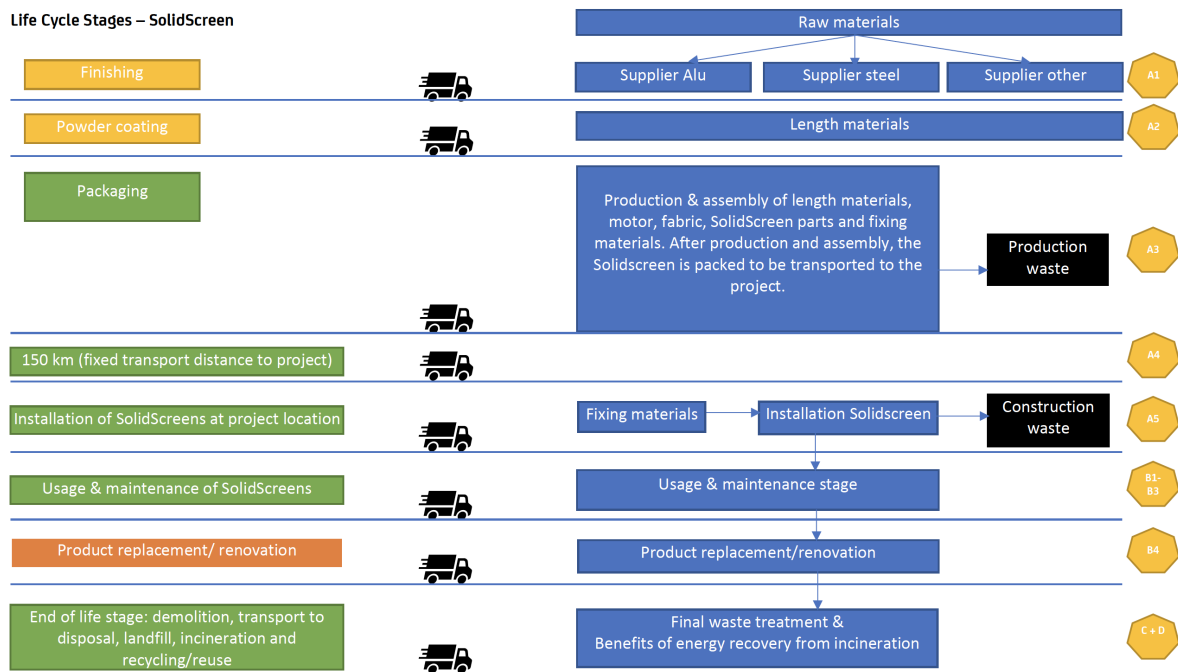 Life Cycle Stages – SolidScreen
Raw materials
Finishing
Supplier Alu
Supplier steel
Supplier other
A1
Powder coating
Length materials
A2
Packaging
Production & assembly of length materials,
motor, fabric, SolidScreen parts and fixing
materials. After production and assembly, the
Solidscreen is packed to be transported to the
project.
Production
waste
A3
150 km (fixed transport distance to project)
A4
Installation of SolidScreens at project location
Fixing materials
Installation Solidscreen
Construction
waste
A5
Usage & maintenance of SolidScreens
Usage & maintenance stage
B1-
B3
Product replacement/ renovation
Product replacement/renovation
B4
End of life stage: demolition, transport to
disposal, landfill, incineration and
recycling/reuse
Final waste treatment &
Benefits of energy recovery from incineration
C + D